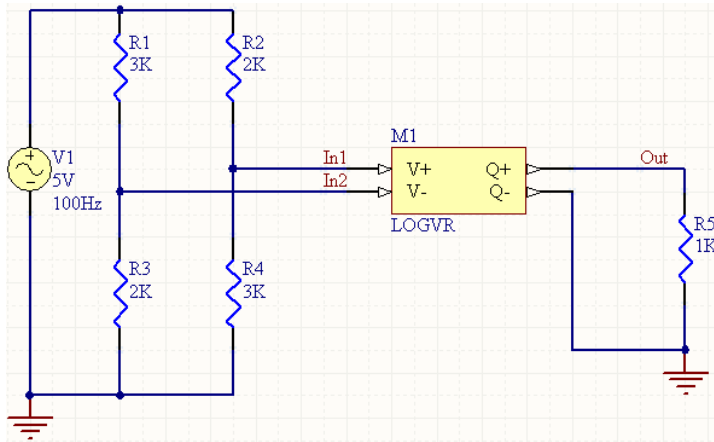 R1
3K
R2
2K
V1
+
-
5V
100Hz
In1
In2
M1
V+ Q+
V- Q-
LOGVR
Out
R5
1K
R3
2K
R4
3K